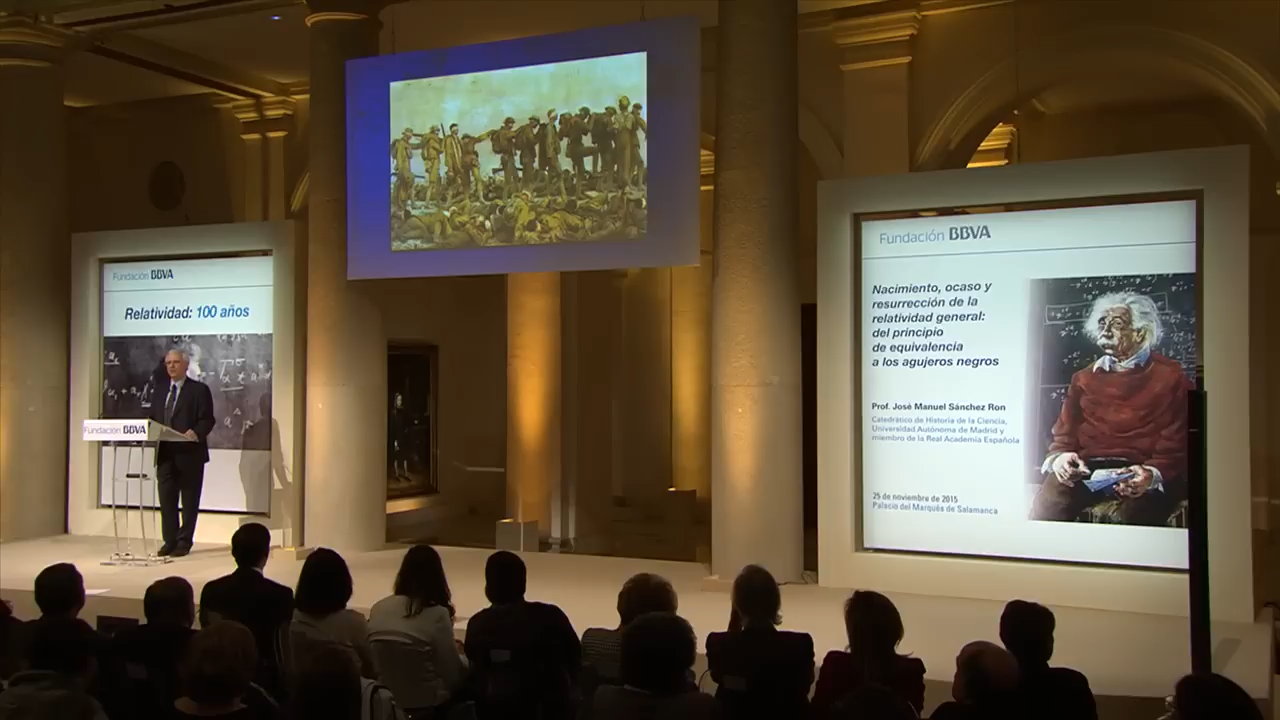 Fundación BBVA
Relatividad: 100 años
Fundación BBVA
Fundación BBVA
Nacimiento, ocaso y
resurrección de la
relatividad general:
del principio
de equivalencia
a los agujeros negros
Prof. José Manuel Sánchez Ron
Catedrático de Historia de la Ciencia,
Universidad Autónoma de Madrid y
miembro de la Real Academia Española
25 de noviembre de 2015
Palacio del Marqués de Salamanca